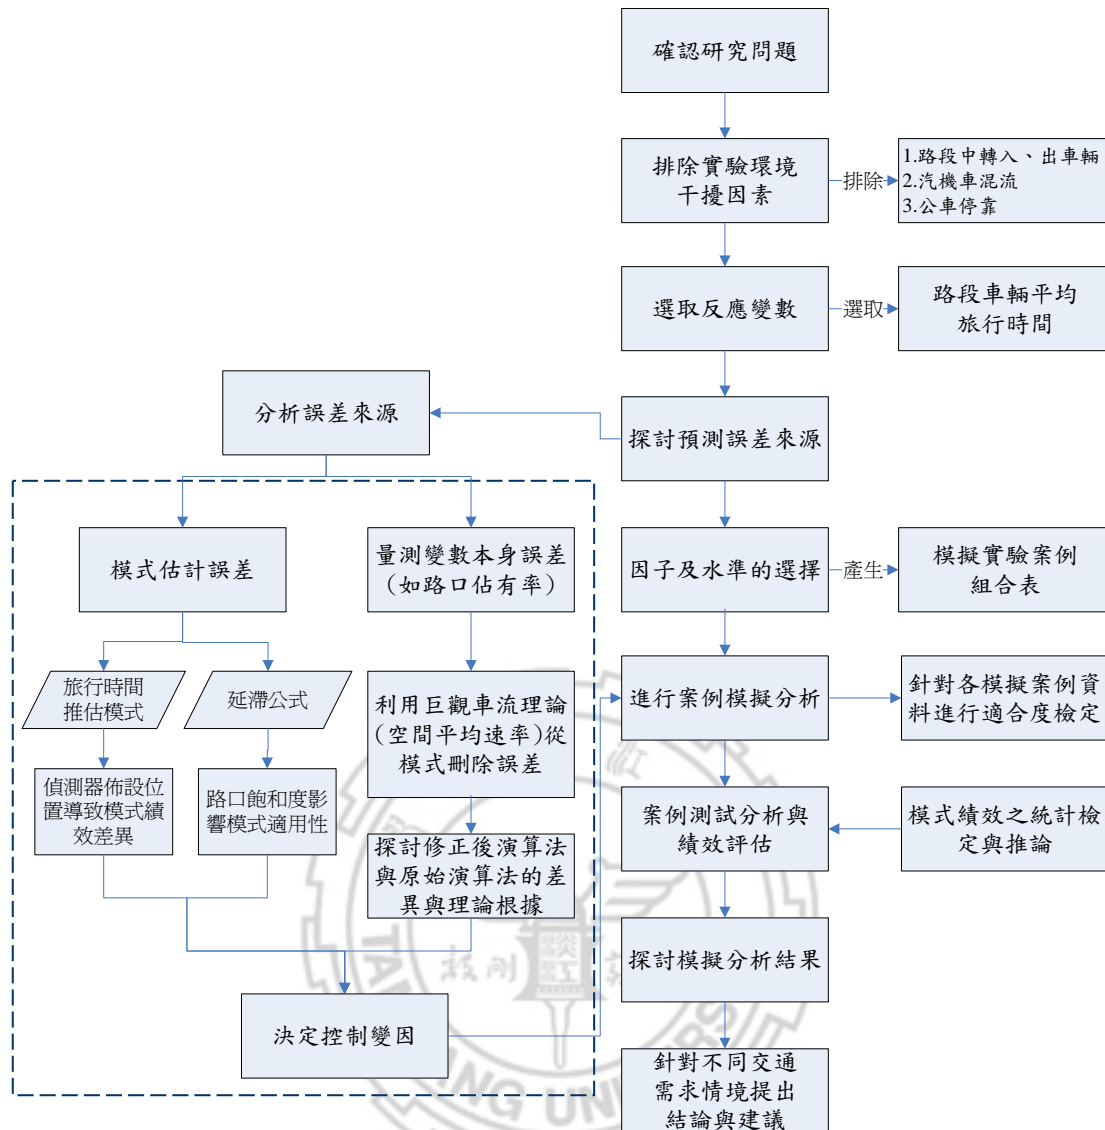 確認研究問題
排除實驗環境
干擾因素
排除
1.路段中轉入、出車輛
2.汽機車混流
3.公車停靠
選取反應變數
選取
路段車輛平均
旅行時間
分析誤差來源
探討預測誤差來源
模式估計誤差
量測變數本身誤差
(如路口佔有率)
因子及水準的選擇
產生
模擬實驗案例
組合表
旅行時間
推估模式
延滯公式
利用巨觀車流理論
(空間平均速率)從
模式刪除誤差
進行案例模擬分析
針對各模擬案例資
料進行適合度檢定
偵測器佈設位
置導致模式績
效差異
路口飽和度影
響模式適用性
探討修正後演算法
與原始演算法的差
異與理論根據
案例測試分析與
績效評估
模式績效之統計檢
定與推論
探討模擬分析結果
決定控制變因
針對不同交通
需求情境提出
結論與建議